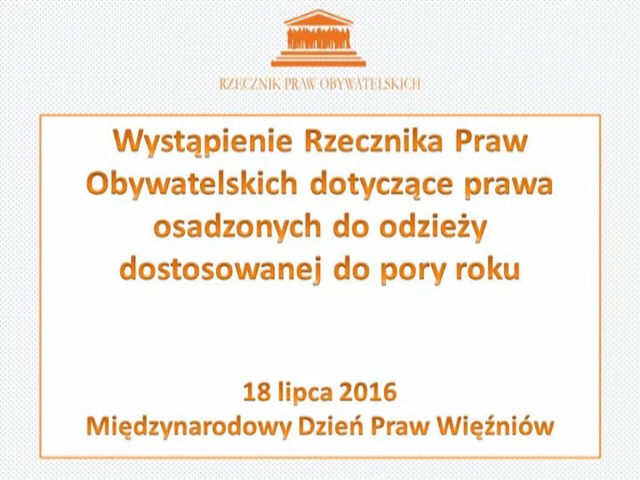 RZECZNIK PRAW OBYWATELSKICH
Wystąpienie Rzecznika Praw
Obywatelskich dotyczące prawa
osadzonych do odzieży
dostosowanej do pory roku
18 lipca 2016
Międzynarodowy Dzień Praw Więźniów